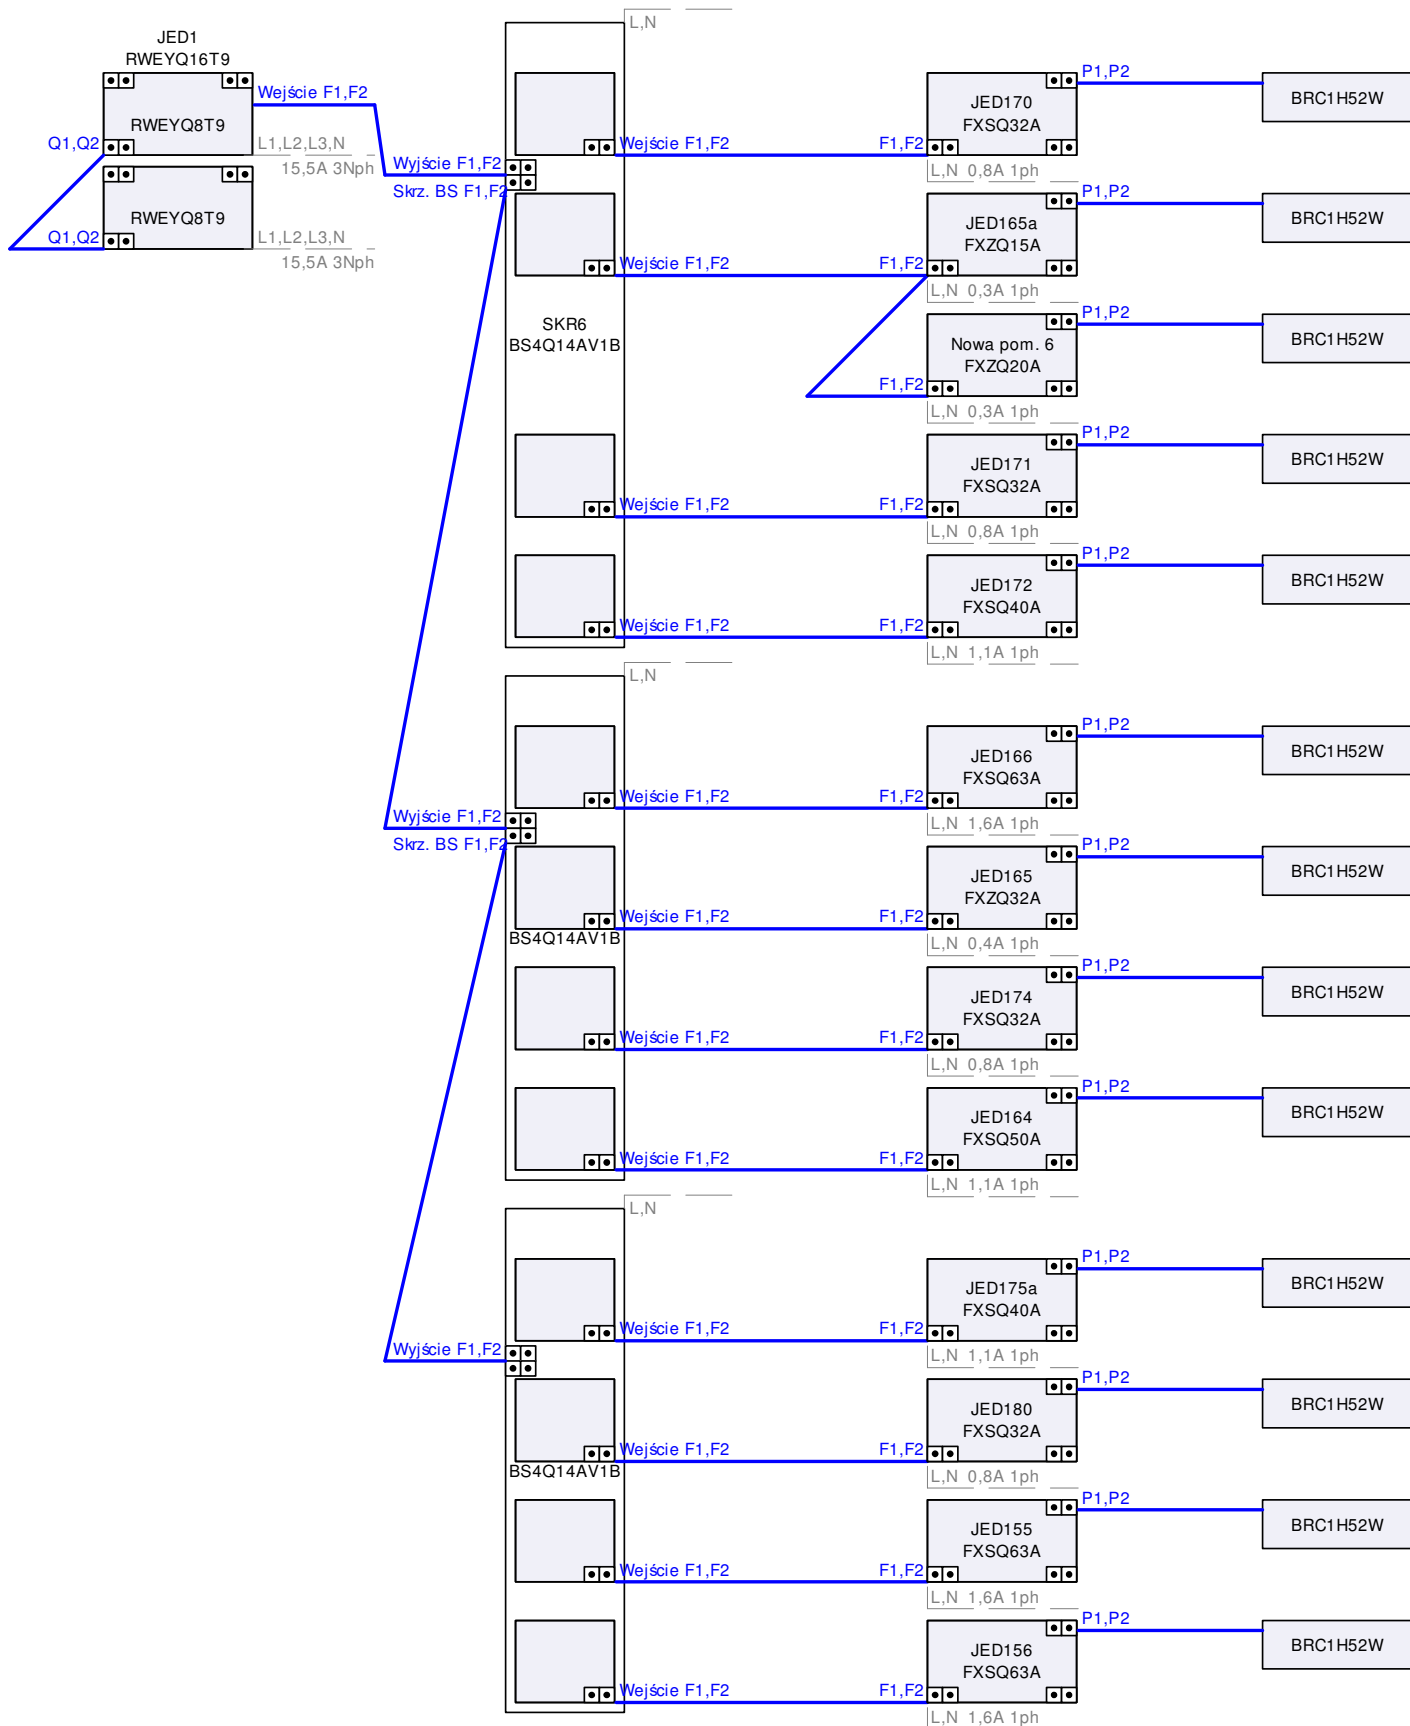 JED1
RWEYQ16T9
RWEYQ8T9
Wejście F1,F2
Q1,Q2
L1,L2,L3,N
15,5A 3Nph
RWEYQ8T9
Q1,Q2
L1,L2,L3,N
15,5A 3Nph
L,N
Wyjście F1,F2
Skrz. BS F1,F2
SKR6
BS4Q14AV1B
Wejście F1,F2
F1,F2
JED170
FXSQ32A
L,N 0,8A 1ph
P1,P2
BRC1H52W
Wejście F1,F2
F1,F2
JED165a
FXZQ15A
L,N 0,3A 1ph
P1,P2
BRC1H52W
F1,F2
Nowa pom. 6
FXZQ20A
L,N 0,3A 1ph
P1,P2
BRC1H52W
Wejście F1,F2
F1,F2
JED171
FXSQ32A
L,N 0,8A 1ph
P1,P2
BRC1H52W
Wejście F1,F2
F1,F2
JED172
FXSQ40A
L,N 1,1A 1ph
P1,P2
BRC1H52W
L,N
Wyjście F1,F2
Skrz. BS F1,F2
BS4Q14AV1B
Wejście F1,F2
F1,F2
JED166
FXSQ63A
L,N 1,6A 1ph
P1,P2
BRC1H52W
Wejście F1,F2
F1,F2
JED165
FXZQ32A
L,N 0,4A 1ph
P1,P2
BRC1H52W
Wejście F1,F2
F1,F2
JED174
FXSQ32A
L,N 0,8A 1ph
P1,P2
BRC1H52W
Wejście F1,F2
F1,F2
JED164
FXSQ50A
L,N 1,1A 1ph
P1,P2
BRC1H52W
L,N
Wyjście F1,F2
BS4Q14AV1B
Wejście F1,F2
F1,F2
JED175a
FXSQ40A
L,N 1,1A 1ph
P1,P2
BRC1H52W
Wejście F1,F2
F1,F2
JED180
FXSQ32A
L,N 0,8A 1ph
P1,P2
BRC1H52W
Wejście F1,F2
F1,F2
JED155
FXSQ63A
L,N 1,6A 1ph
P1,P2
BRC1H52W
Wejście F1,F2
F1,F2
JED156
FXSQ63A
L,N 1,6A 1ph
P1,P2
BRC1H52W